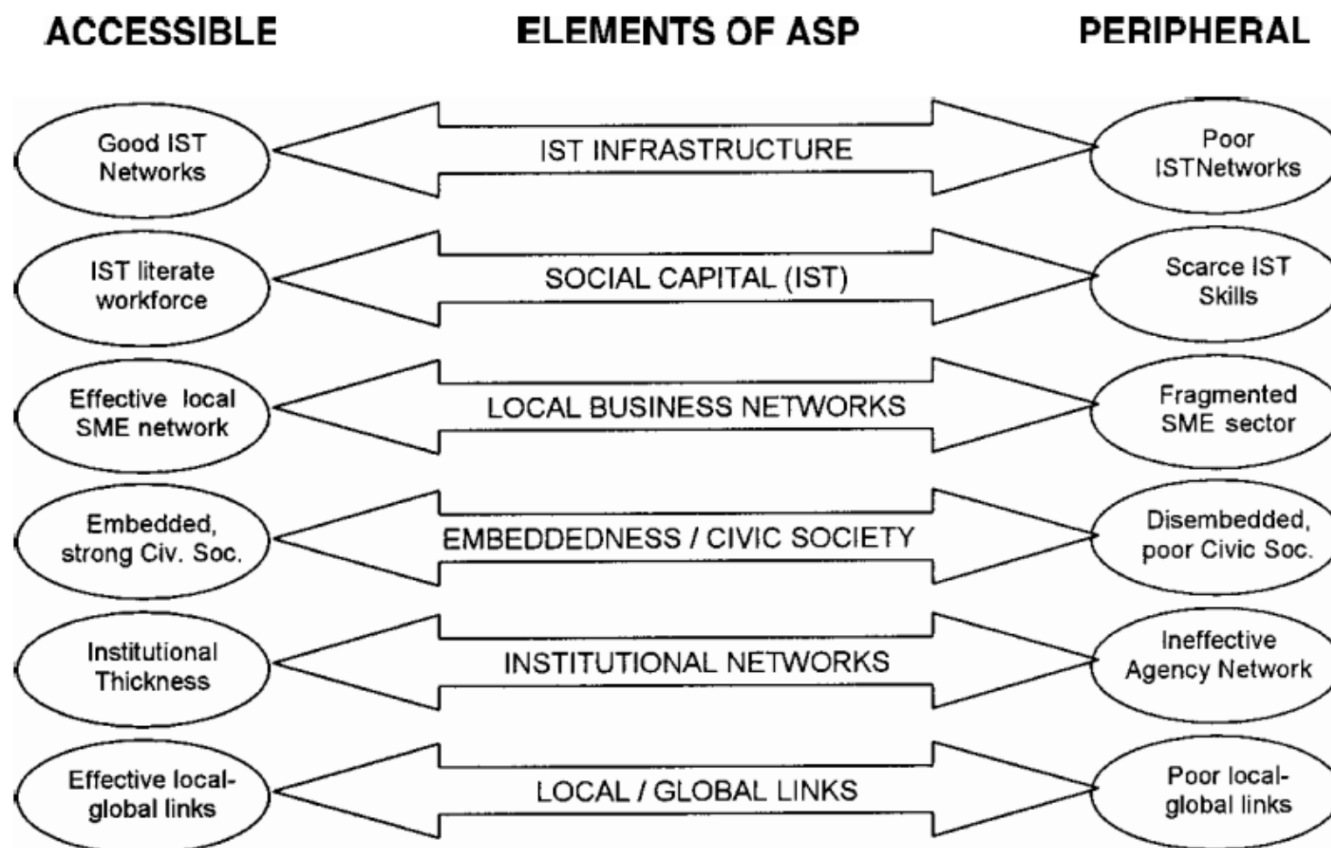 ACCESSIBLE ELEMENTS OF ASP PERIPHERAL
Good IST
Networks
IST INFRASTRUCTURE
Poor
ISTNetworks
IST literate
workforce
SOCIAL CAPITAL (IST)
Scarce IST
Skills
Effective local
SME network
LOCAL BUSINESS NETWORKS
Fragmented
SME sector
Embedded,
strong Civ. Soc.
EMBEDDEDNESS / CIVIC SOCIETY
Disembedded,
poor Civic Soc.
Institutional
Thickness
INSTITUTIONAL NETWORKS
Ineffective
Agency Network
Effective local-
global links
LOCAL / GLOBAL LINKS
Poor local-
global links